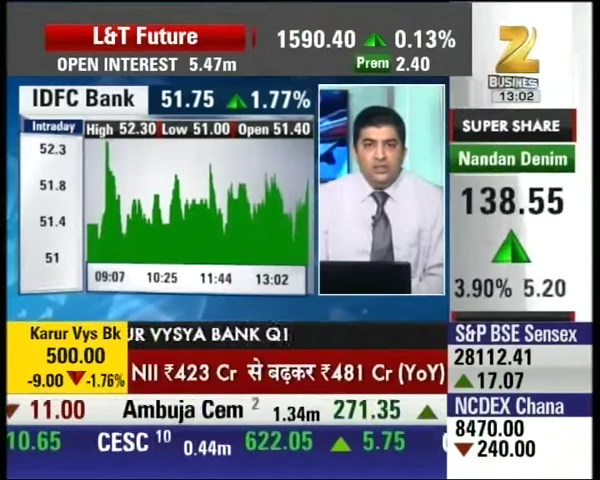 L&T Future
1590.40 0.13%
OPEN INTEREST 5.47m
Prem 2.40
Z
BUSINESS
13:02
IDFC Bank 51.75 1.77%
Intraday High 52.30 Low 51.00 Open 51.40
52.3
51.8
51.4
51
09:07 10:25 11:44 13:02
SUPER SHARE
Nandan Denim
138.55
3.90% 5.20
Karur Vys Bk
500.00
-9.00 -1.76%
UR VYSYA BANK Q1
NII ₹423 Cr से बढ़कर ₹481 Cr (YoY)
S&P BSE Sensex
28112.41
17.07
NCDEX Chana
8470.00
240.00
11.00 Ambuja Cem 2 1.34m 271.35
10.65 CESC 10 0.44m 622.05 5.75